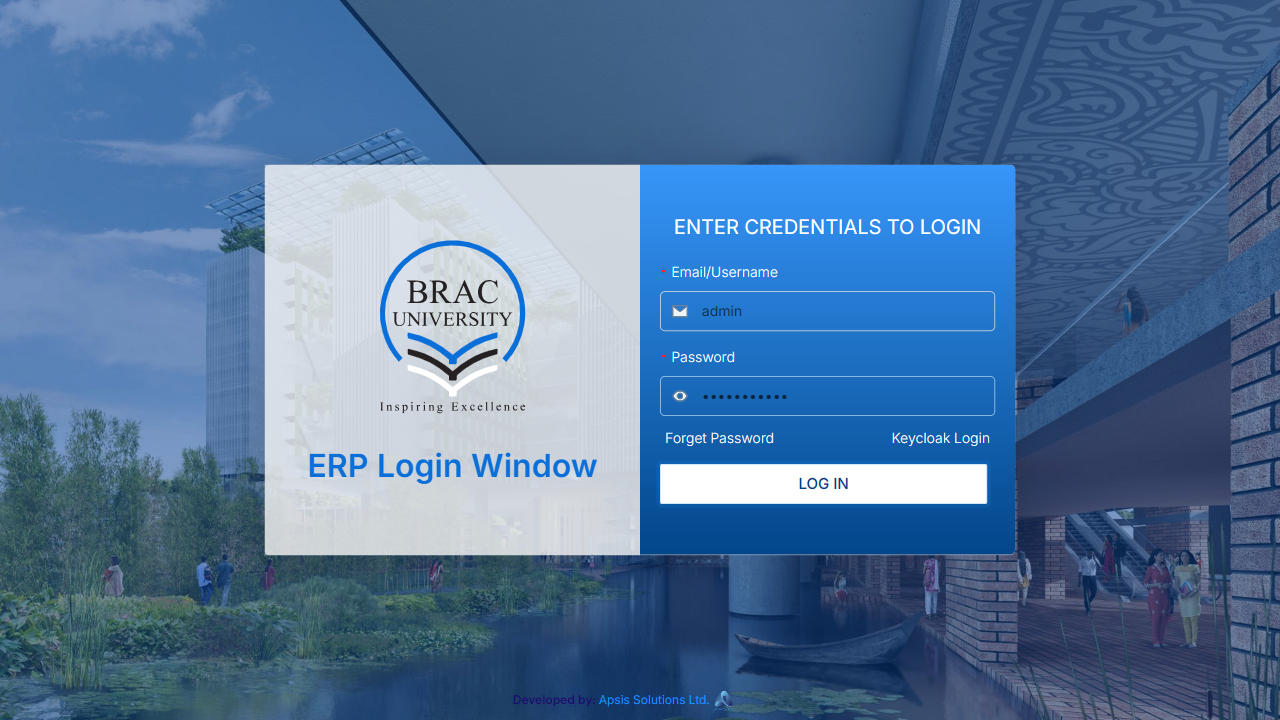 BRAC
UNIVERSITY
Inspiring Excellence
ERP Login Window
ENTER CREDENTIALS TO LOGIN
* Email/Username
admin
* Password
•••••••••••
Forget Password
Keycloak Login
LOG IN
Developed by: Apsis Solutions Ltd.